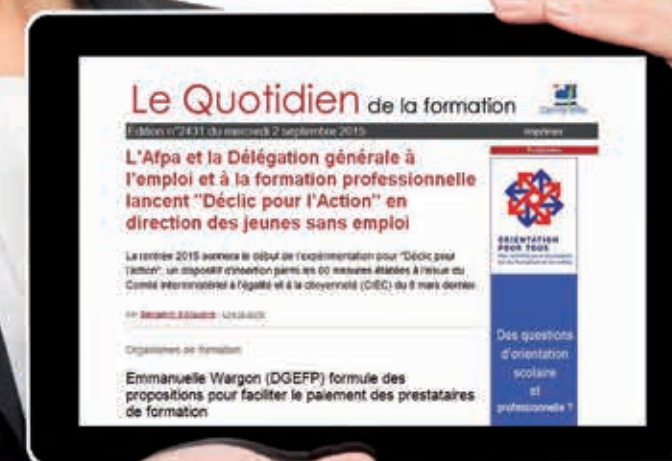 Le Quotidien de la formation
Edition n°2431 du mercredi 2 septembre 2015
Imprimer
L'Afpa et la Délégation générale à
l'emploi et à la formation professionnelle
lancent "Déclic pour l'Action" en
direction des jeunes sans emploi
La rentrée 2015 sonnera le début de l'expérimentation pour "Déclic pour
l'action", un dispositif d'insertion parmi les 60 mesures établies à l'issue du
Comité interministériel à l'égalité et à la citoyenneté (CIEC) du 6 mars dernier.
Organismes de formation
Emmanuelle Wargon (DGEFP) formule des
propositions pour faciliter le paiement des prestataires
de formation
ORIENTATION
POUR TOUS
Des questions
d'orientation
scolaire
et
professionnelle ?